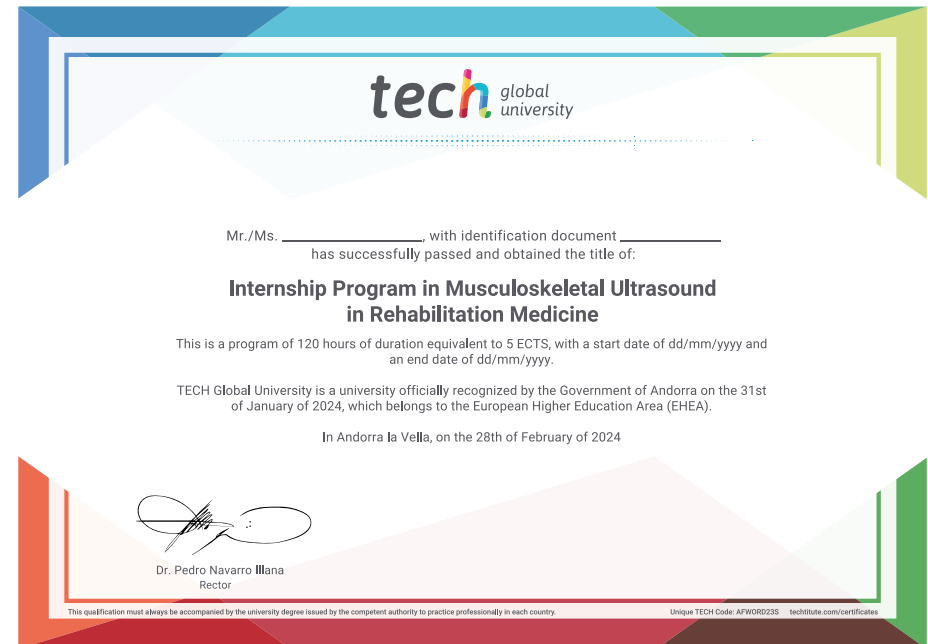 tech global university
Mr./Ms. ____________________, with identification document ______________
has successfully passed and obtained the title of:
Internship Program in Musculoskeletal Ultrasound
in Rehabilitation Medicine
This is a program of 120 hours of duration equivalent to 5 ECTS, with a start date of dd/mm/yyyy and
an end date of dd/mm/yyyy.
TECH Global University is a university officially recognized by the Government of Andorra on the 31st
of January of 2024, which belongs to the European Higher Education Area (EHEA).
In Andorra la Vella, on the 28th of February of 2024
Dr. Pedro Navarro Illana
Rector
This qualification must always be accompanied by the university degree issued by the competent authority to practice professionally in each country.
Unique TECH Code: AFWORD23S techtitute.com/certificates